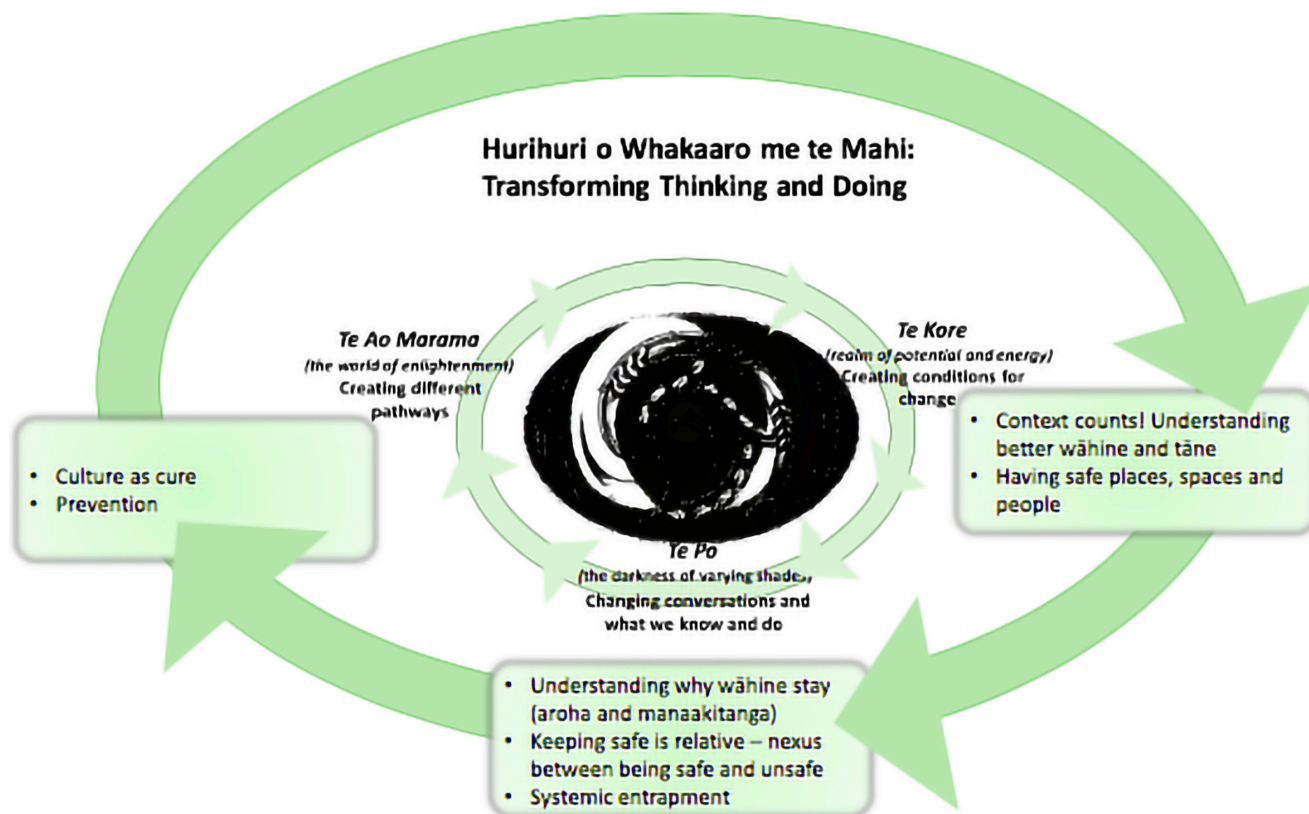 Hurihuri o Whakaaro me te Mahi:
Transforming Thinking and Doing
Te Ao Marama
(the world of enlightenment)
Creating different
pathways
Te Kore
(realm of potential and energy)
Creating conditions for
change
• Context counts! Understanding
better wāhine and tāne
• Having safe places, spaces and
people
• Culture as cure
• Prevention
Te Po
(the darkness of varying shades)
Changing conversations and
what we know and do
• Understanding why wāhine stay
(aroha and manaakitanga)
• Keeping safe is relative – nexus
between being safe and unsafe
• Systemic entrapment